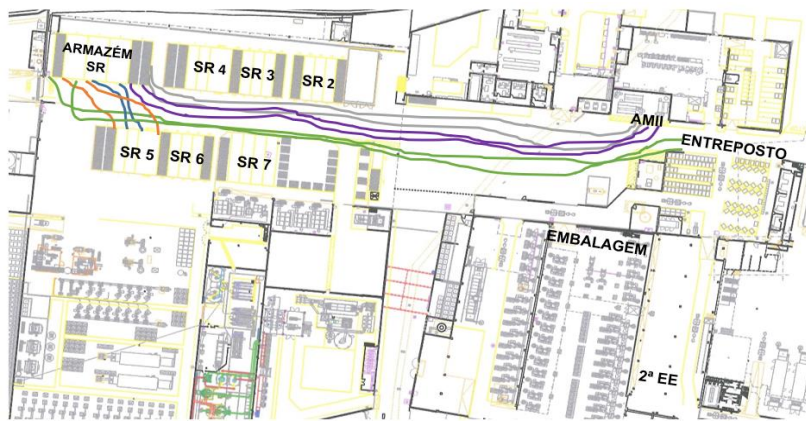 ARMAZÉM
SR
SR 4
SR 3
SR 2
AMII
ENTREPOSTO
SR 5
SR 6
SR 7
EMBALAGEM
2ª EE